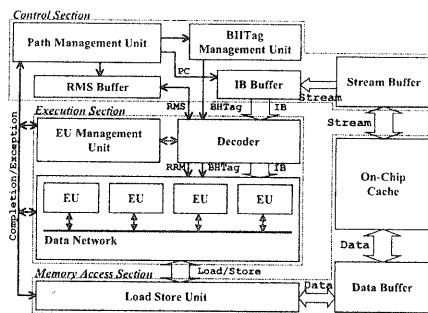 Control Section
Path Management Unit
BHTag
Management Unit
RMS Buffer
PC
IB Buffer
Stream
Stream Buffer
RMS
BHTag
IB
Stream
Execution Section
EU Management
Unit
Decoder
RRM
BHTag
IB
On-Chip
Cache
EU
EU
EU
EU
Data Network
Completion/Exception
Data
Load/Store
Memory Access Section
Load Store Unit
Data
Data Buffer